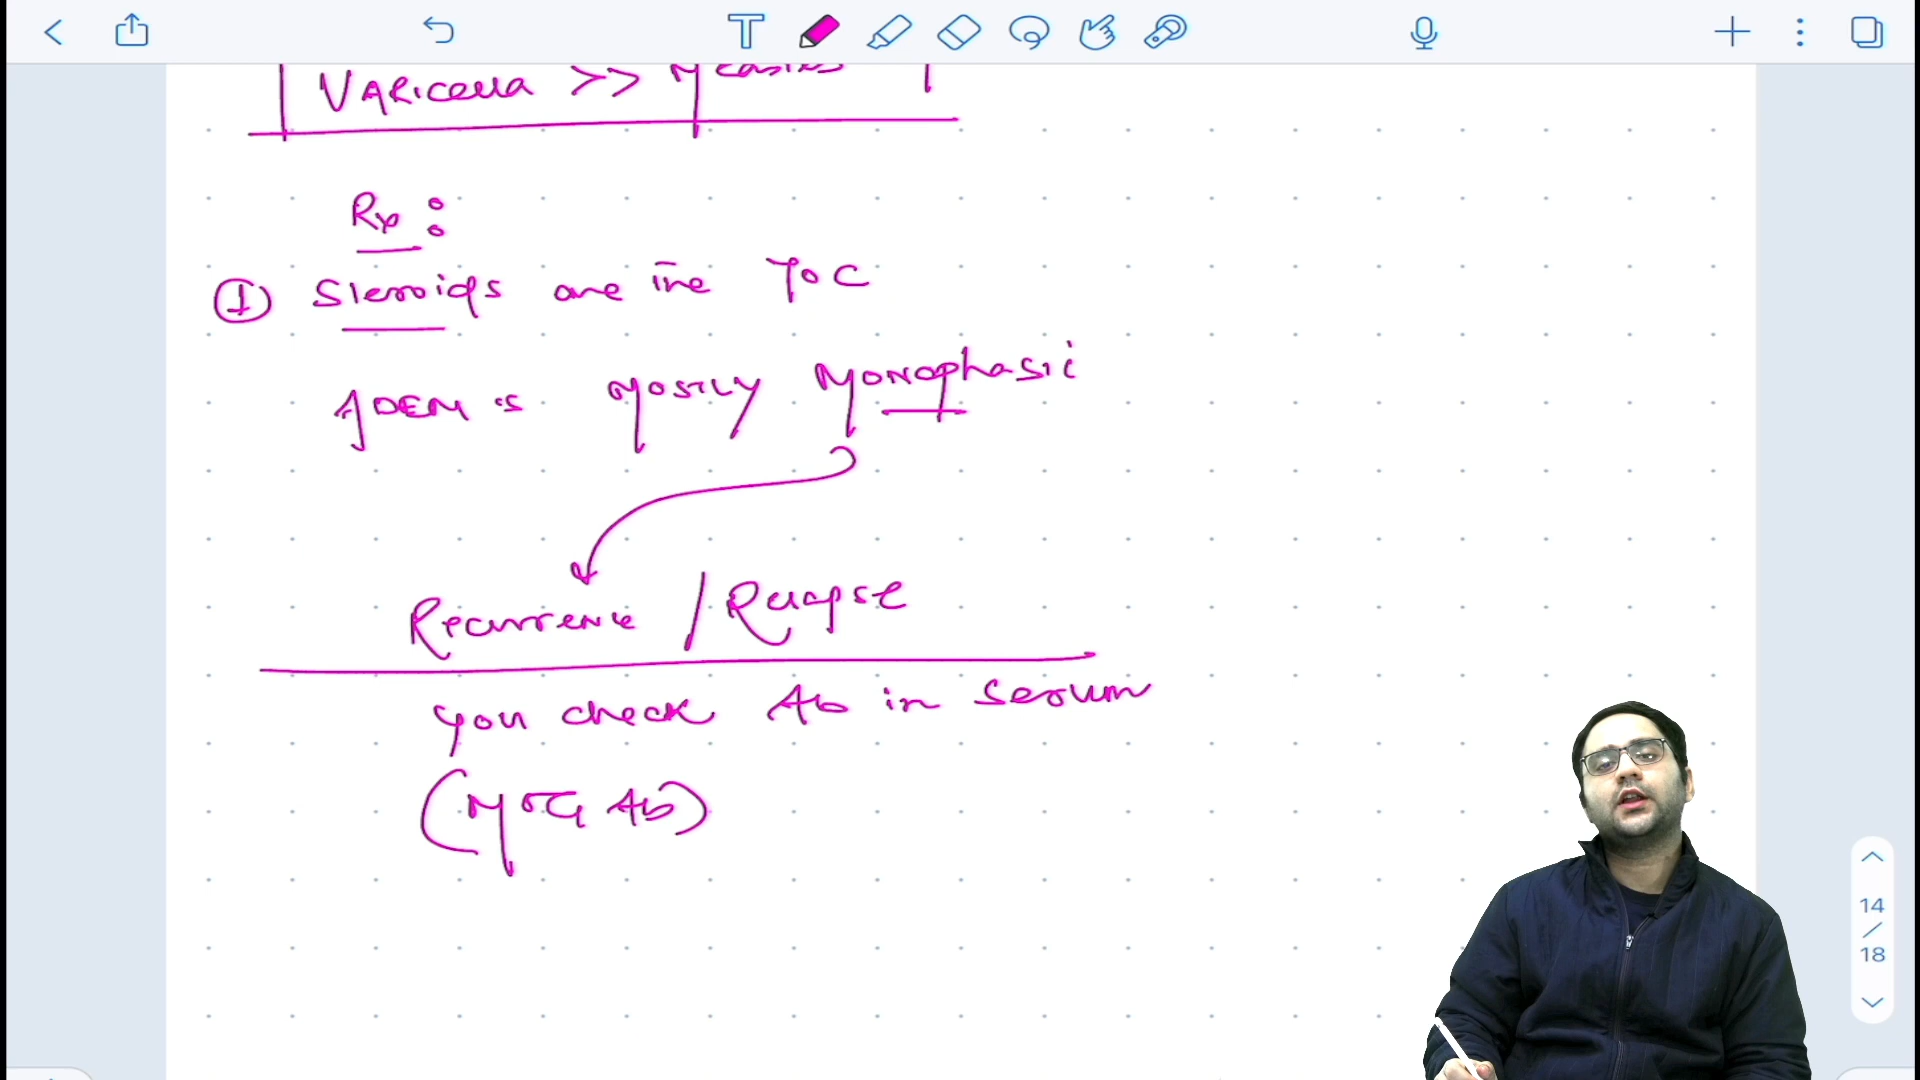 VARicella >> Measles
Rx :
① Steroids are the ToC
ADEM is MOSTLY MONOphasic
Recurrence / Relapse
you check Ab in serum
(MOG Ab)
14
/
18